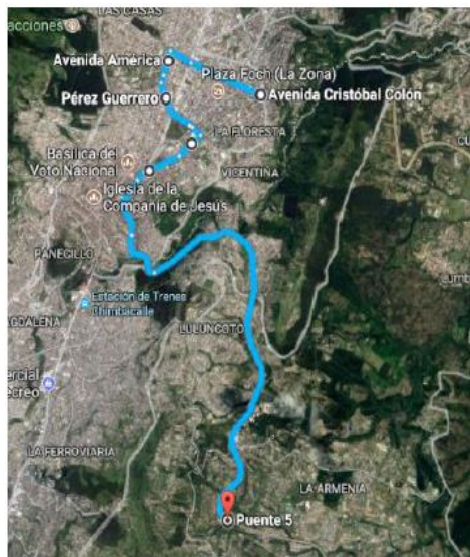 LAS CASAS
acciones
Avenida América
Plaza Foch (La Zona)
Pérez Guerrero
Avenida Cristóbal Colón
LA FLORESTA
Basílica del
Voto Nacional
VICENTINA
Iglesia de la
Compañía de Jesús
PANECILLO
Estación de Trenes
Chimbacalle
AGDALENA
LULUNCOTO
ercial
ecreo
LA FERROVIARIA
LA ARMENIA
Puente 5